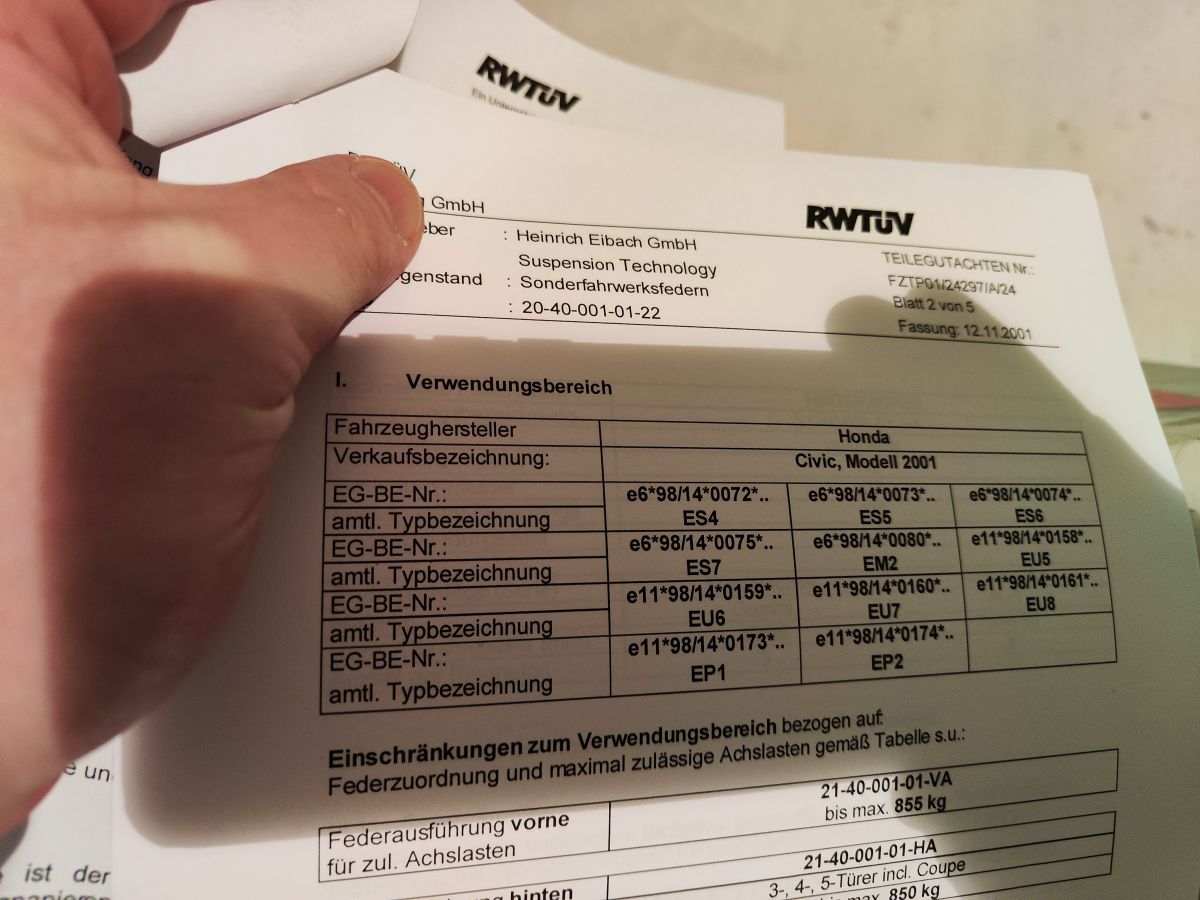 RWTÜV
Ein
GmbH
RWTÜV
: Heinrich Eibach GmbH
Suspension Technology
: Sonderfahrwerksfedern
: 20-40-001-01-22
TEILEGUTACHTEN Nr.:
FZTP01/24297/A/24
Blatt 2 von 5
Fassung: 12.11.2001
I. Verwendungsbereich
Fahrzeughersteller Honda
Verkaufsbezeichnung: Civic, Modell 2001
EG-BE-Nr.: e6*98/14*0072*.. e6*98/14*0073*.. e6*98/14*0074*..
amtl. Typbezeichnung ES4 ES5 ES6
EG-BE-Nr.: e6*98/14*0075*.. e6*98/14*0080*.. e11*98/14*0158*..
amtl. Typbezeichnung ES7 EM2 EU5
EG-BE-Nr.: e11*98/14*0159*.. e11*98/14*0160*.. e11*98/14*0161*..
amtl. Typbezeichnung EU6 EU7 EU8
EG-BE-Nr.: e11*98/14*0173*.. e11*98/14*0174*..
amtl. Typbezeichnung EP1 EP2
Einschränkungen zum Verwendungsbereich bezogen auf:
Federzuordnung und maximal zulässige Achslasten gemäß Tabelle s.u.:
Federausführung vorne
für zul. Achslasten
21-40-001-01-VA
bis max. 855 kg
hinten
21-40-001-01-HA
3-, 4-, 5-Türer incl. Coupe
max. 850 kg
ist der